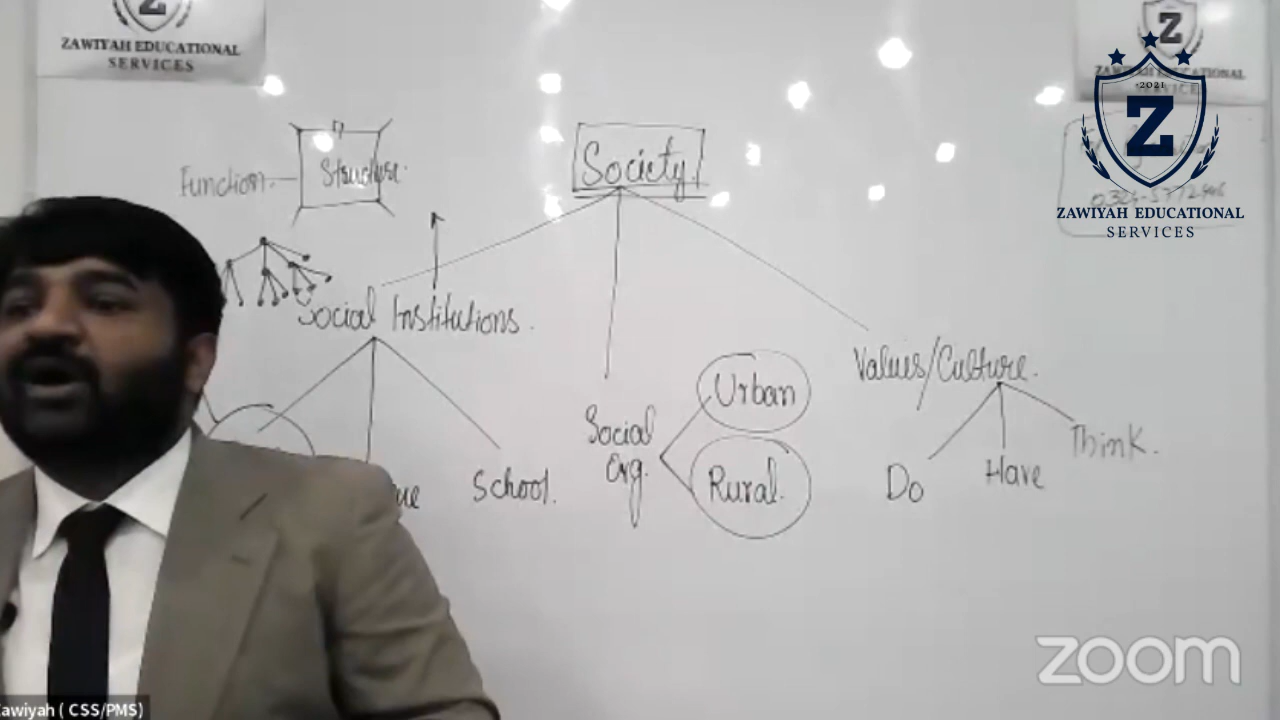 Z
ZAWIYAH EDUCATIONAL
SERVICES
Z
·2021·
Z
ZAWIYAH EDUCATIONAL
SERVICES
Function.
Structure.
Society.
Social Institutions.
School.
Social
Org.
Urban
Rural.
Values/Culture.
Do
Have
Think.
zoom
awiyah ( CSS/PMS)